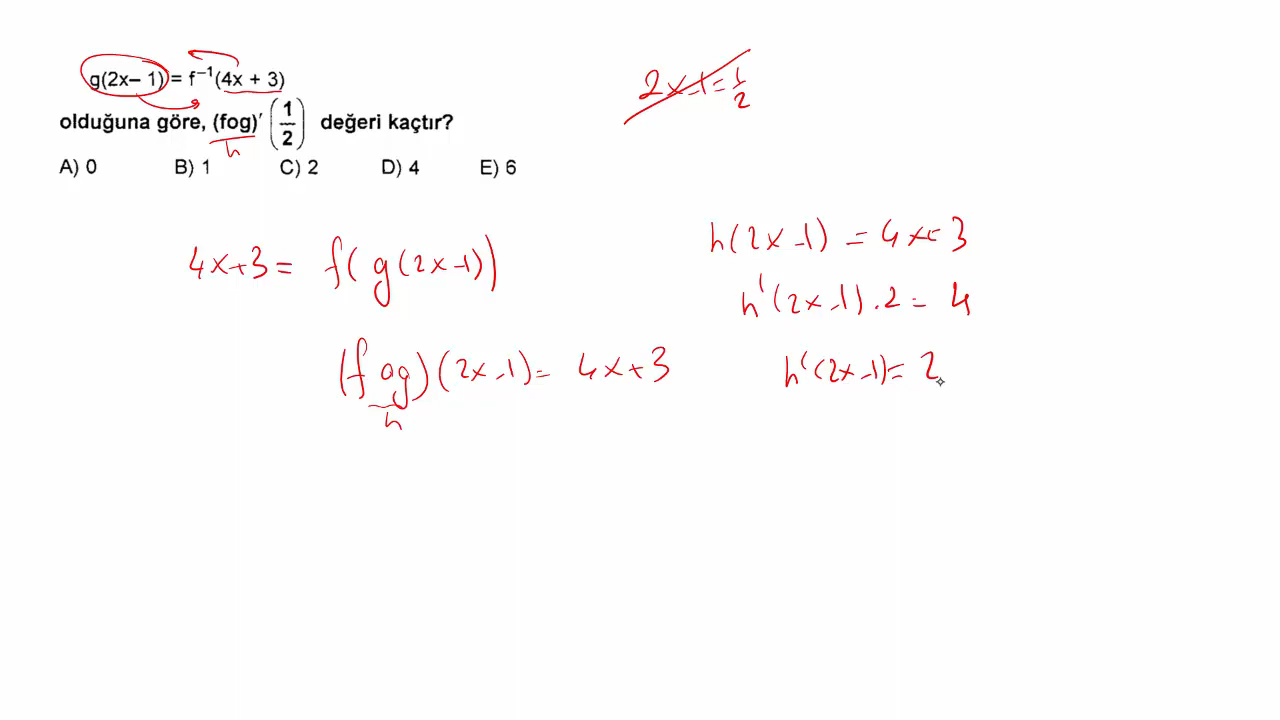 g(2x– 1) = f⁻¹(4x + 3)
olduğuna göre, (fog)′ (1/2) değeri kaçtır?
h
A) 0 B) 1 C) 2 D) 4 E) 6
2x-1=1/2
4x+3 = f(g(2x-1))
(fog)(2x-1)= 4x+3
h
h(2x-1) = 4x+3
h'(2x-1).2 = 4
h'(2x-1)= 2